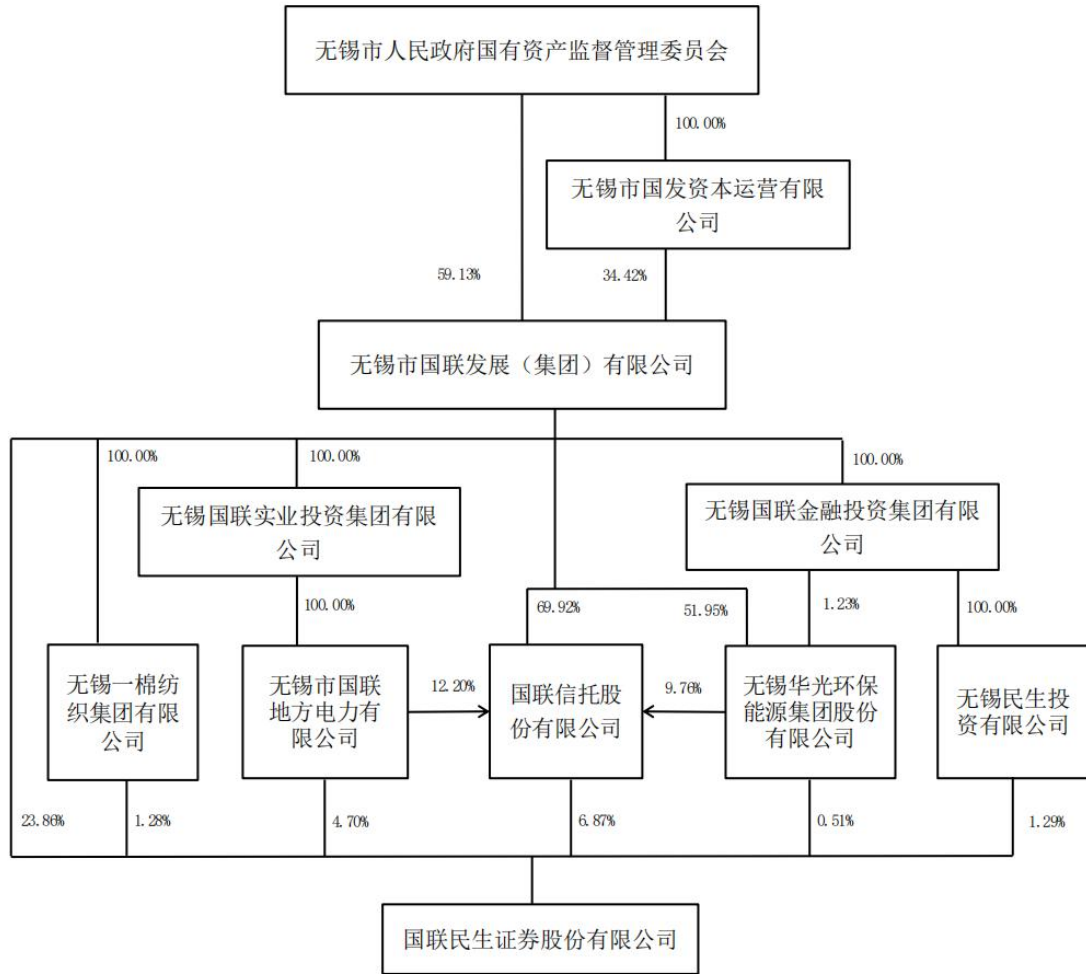 无锡市人民政府国有资产监督管理委员会
100.00%
无锡市国发资本运营有限
公司
59.13%
34.42%
无锡市国联发展（集团）有限公司
100.00%
100.00%
100.00%
无锡国联实业投资集团有限
公司
无锡国联金融投资集团有限
公司
100.00%
69.92%
51.95%
1.23%
100.00%
无锡一棉纺
织集团有限
公司
无锡市国联
地方电力有
限公司
12.20%
国联信托股
份有限公司
9.76%
无锡华光环保
能源集团股份
有限公司
无锡民生投
资有限公司
23.86%
1.28%
4.70%
6.87%
0.51%
1.29%
国联民生证券股份有限公司